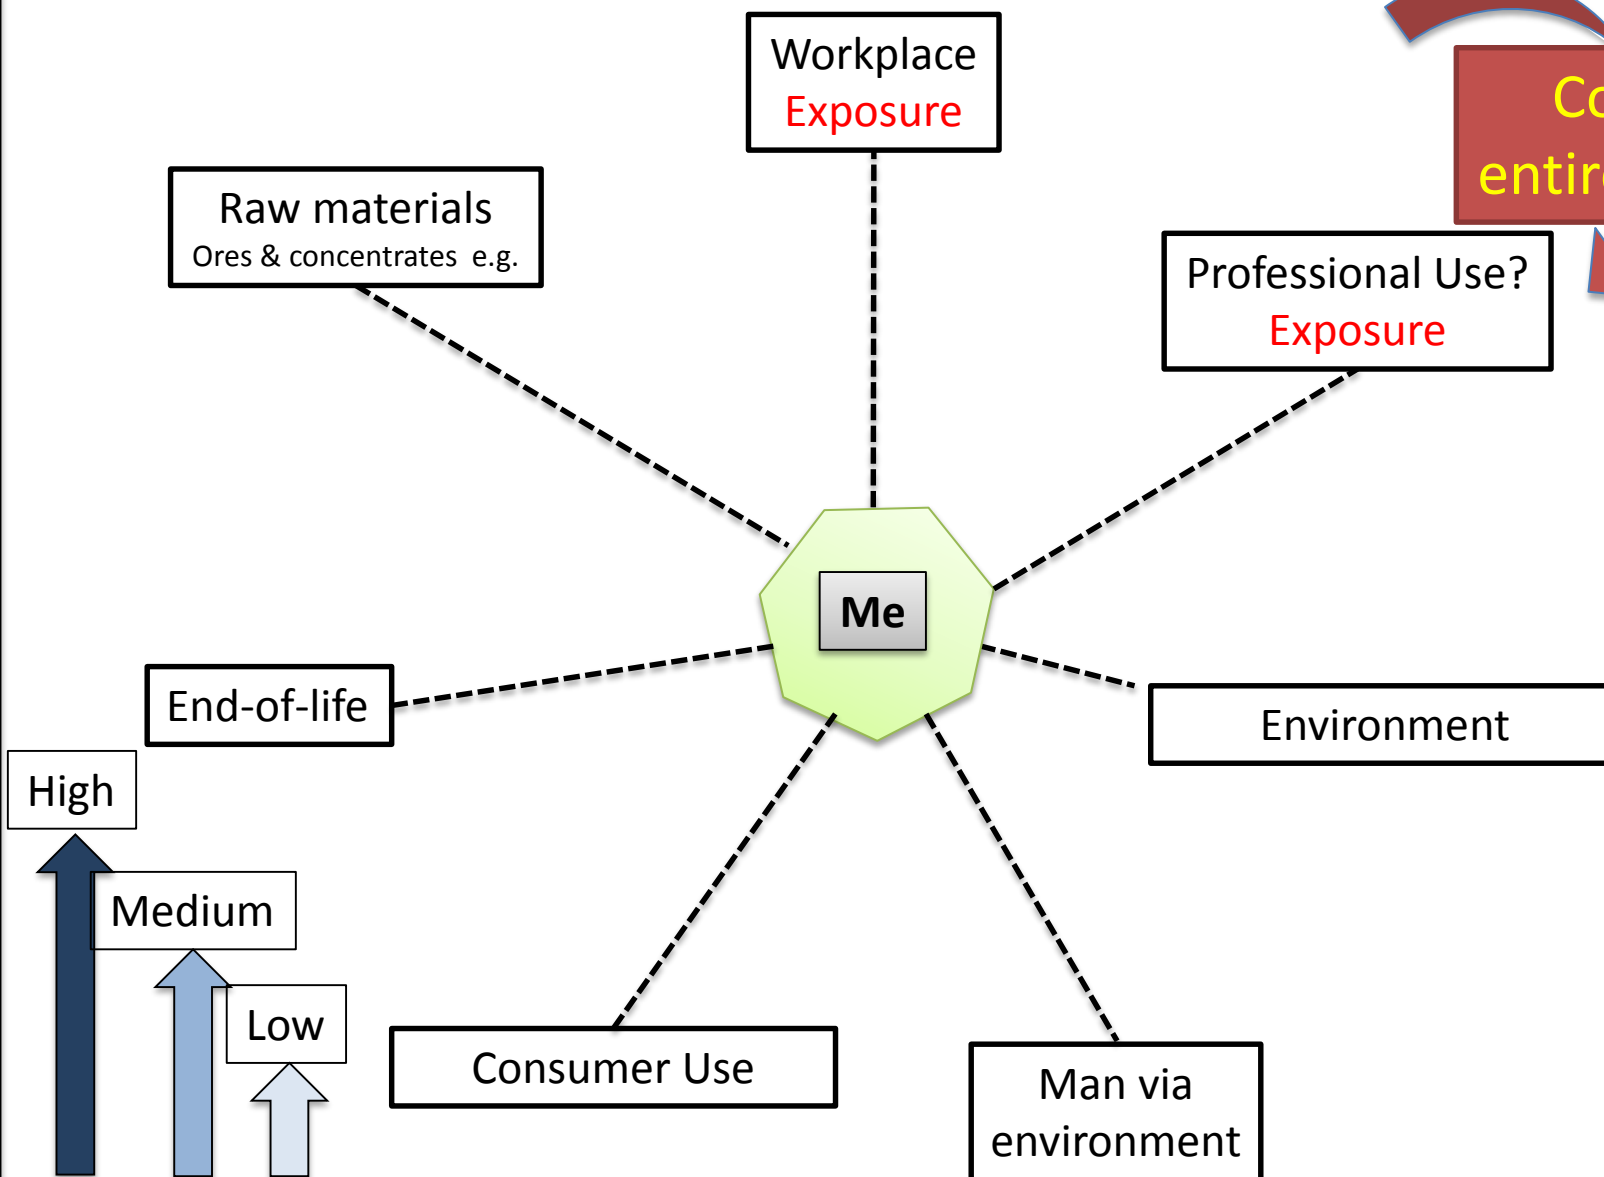 Workplace
Exposure
Raw materials
Ores & concentrates e.g.
Professional Use?
Exposure
Me
End-of-life
Environment
High
Medium
Low
Consumer Use
Man via
environment